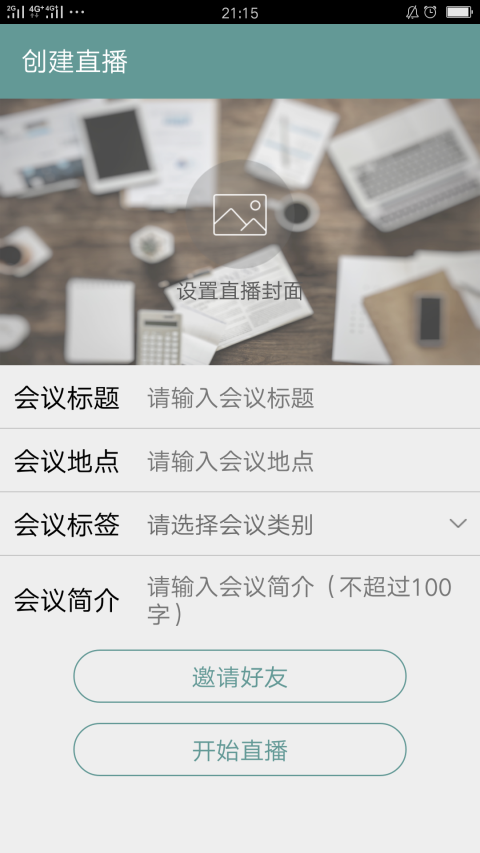 2G 4G+ 4G+ 21:15
创建直播
设置直播封面
会议标题 请输入会议标题
会议地点 请输入会议地点
会议标签 请选择会议类别
会议简介 请输入会议简介（不超过100
字）
邀请好友
开始直播